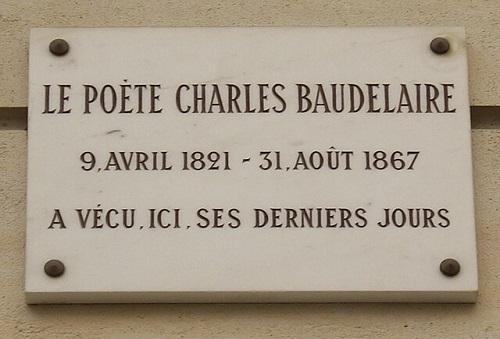 LE POÈTE CHARLES BAUDELAIRE
9.AVRIL 1821 - 31.AOÛT 1867
A VÉCU.ICI.SES DERNIERS JOURS